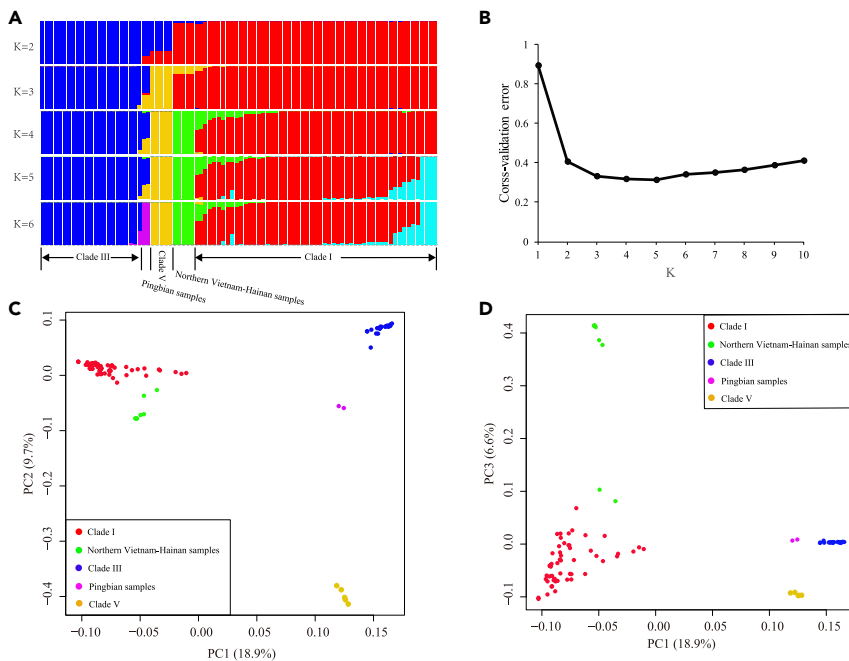 A
K=2
K=3
K=4
K=5
K=6
Clade III
Pingbian samples
Clade V
Northern Vietnam-Hainan samples
Clade I
B
Corss-validation error
1
0.8
0.6
0.4
0.2
0
1 2 3 4 5 6 7 8 9 10
K
C
PC2 (9.7%)
0.1
0.0
−0.1
−0.2
−0.3
−0.4
Clade I
Northern Vietnam-Hainan samples
Clade III
Pingbian samples
Clade V
−0.10 −0.05 0.00 0.05 0.10 0.15
PC1 (18.9%)
D
PC3 (6.6%)
0.4
0.3
0.2
0.1
0.0
−0.1
Clade I
Northern Vietnam-Hainan samples
Clade III
Pingbian samples
Clade V
−0.10 −0.05 0.00 0.05 0.10 0.15
PC1 (18.9%)